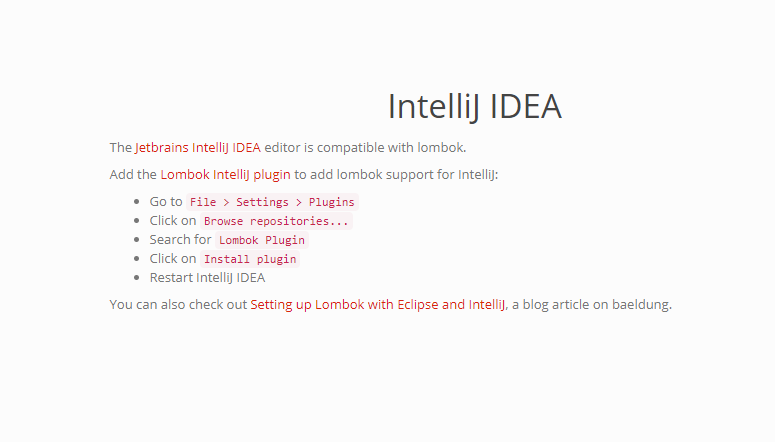 IntelliJ IDEA
The Jetbrains IntelliJ IDEA editor is compatible with lombok.
Add the Lombok IntelliJ plugin to add lombok support for IntelliJ:
• Go to File > Settings > Plugins
• Click on Browse repositories...
• Search for Lombok Plugin
• Click on Install plugin
• Restart IntelliJ IDEA
You can also check out Setting up Lombok with Eclipse and IntelliJ, a blog article on baeldung.